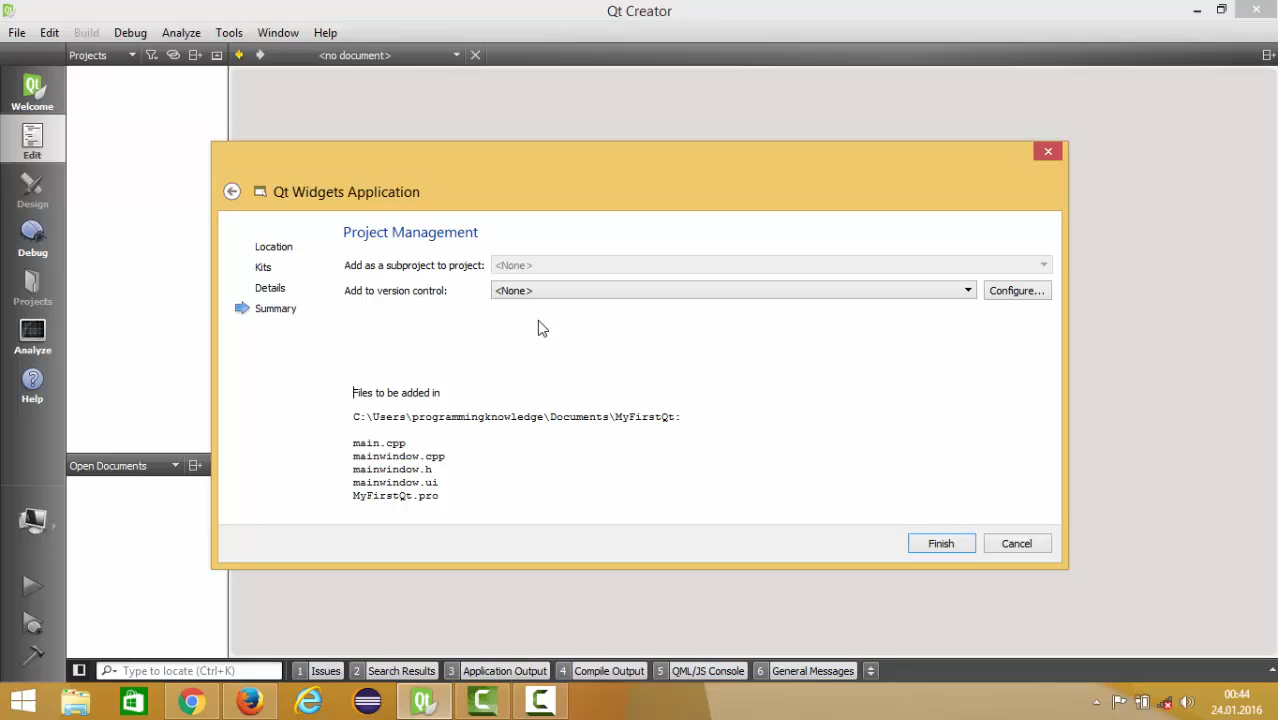 Qt Creator
File Edit Build Debug Analyze Tools Window Help
Projects <no document>
Qt
Welcome
Edit
Design
Debug
Projects
Analyze
Help
Qt Widgets Application
Location
Kits
Details
Summary
Project Management
Add as a subproject to project: <None>
Add to version control: <None> Configure...
Files to be added in
C:\Users\programmingknowledge\Documents\MyFirstQt:
main.cpp
mainwindow.cpp
mainwindow.h
mainwindow.ui
MyFirstQt.pro
Finish Cancel
Open Documents
Type to locate (Ctrl+K) 1 Issues 2 Search Results 3 Application Output 4 Compile Output 5 QML/JS Console 6 General Messages
00:44
24.01.2016